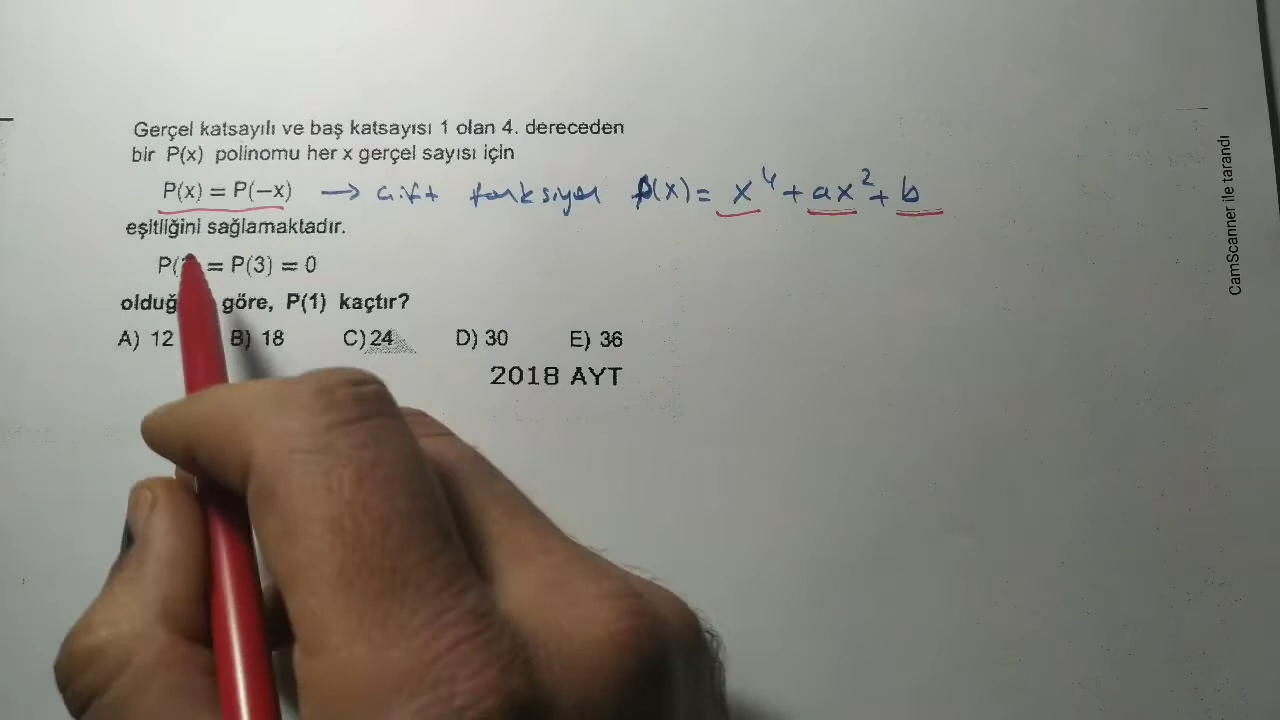 Gerçel katsayılı ve baş katsayısı 1 olan 4. dereceden
bir P(x) polinomu her x gerçel sayısı için
P(x) = P(−x) → çift fonksiyon P(x) = x⁴ + ax² + b
eşitliğini sağlamaktadır.
= P(3) = 0
göre, P(1) kaçtır?
A) 12 B) 18 C) 24 D) 30 E) 36
2018 AYT
CamScanner ile tarandı